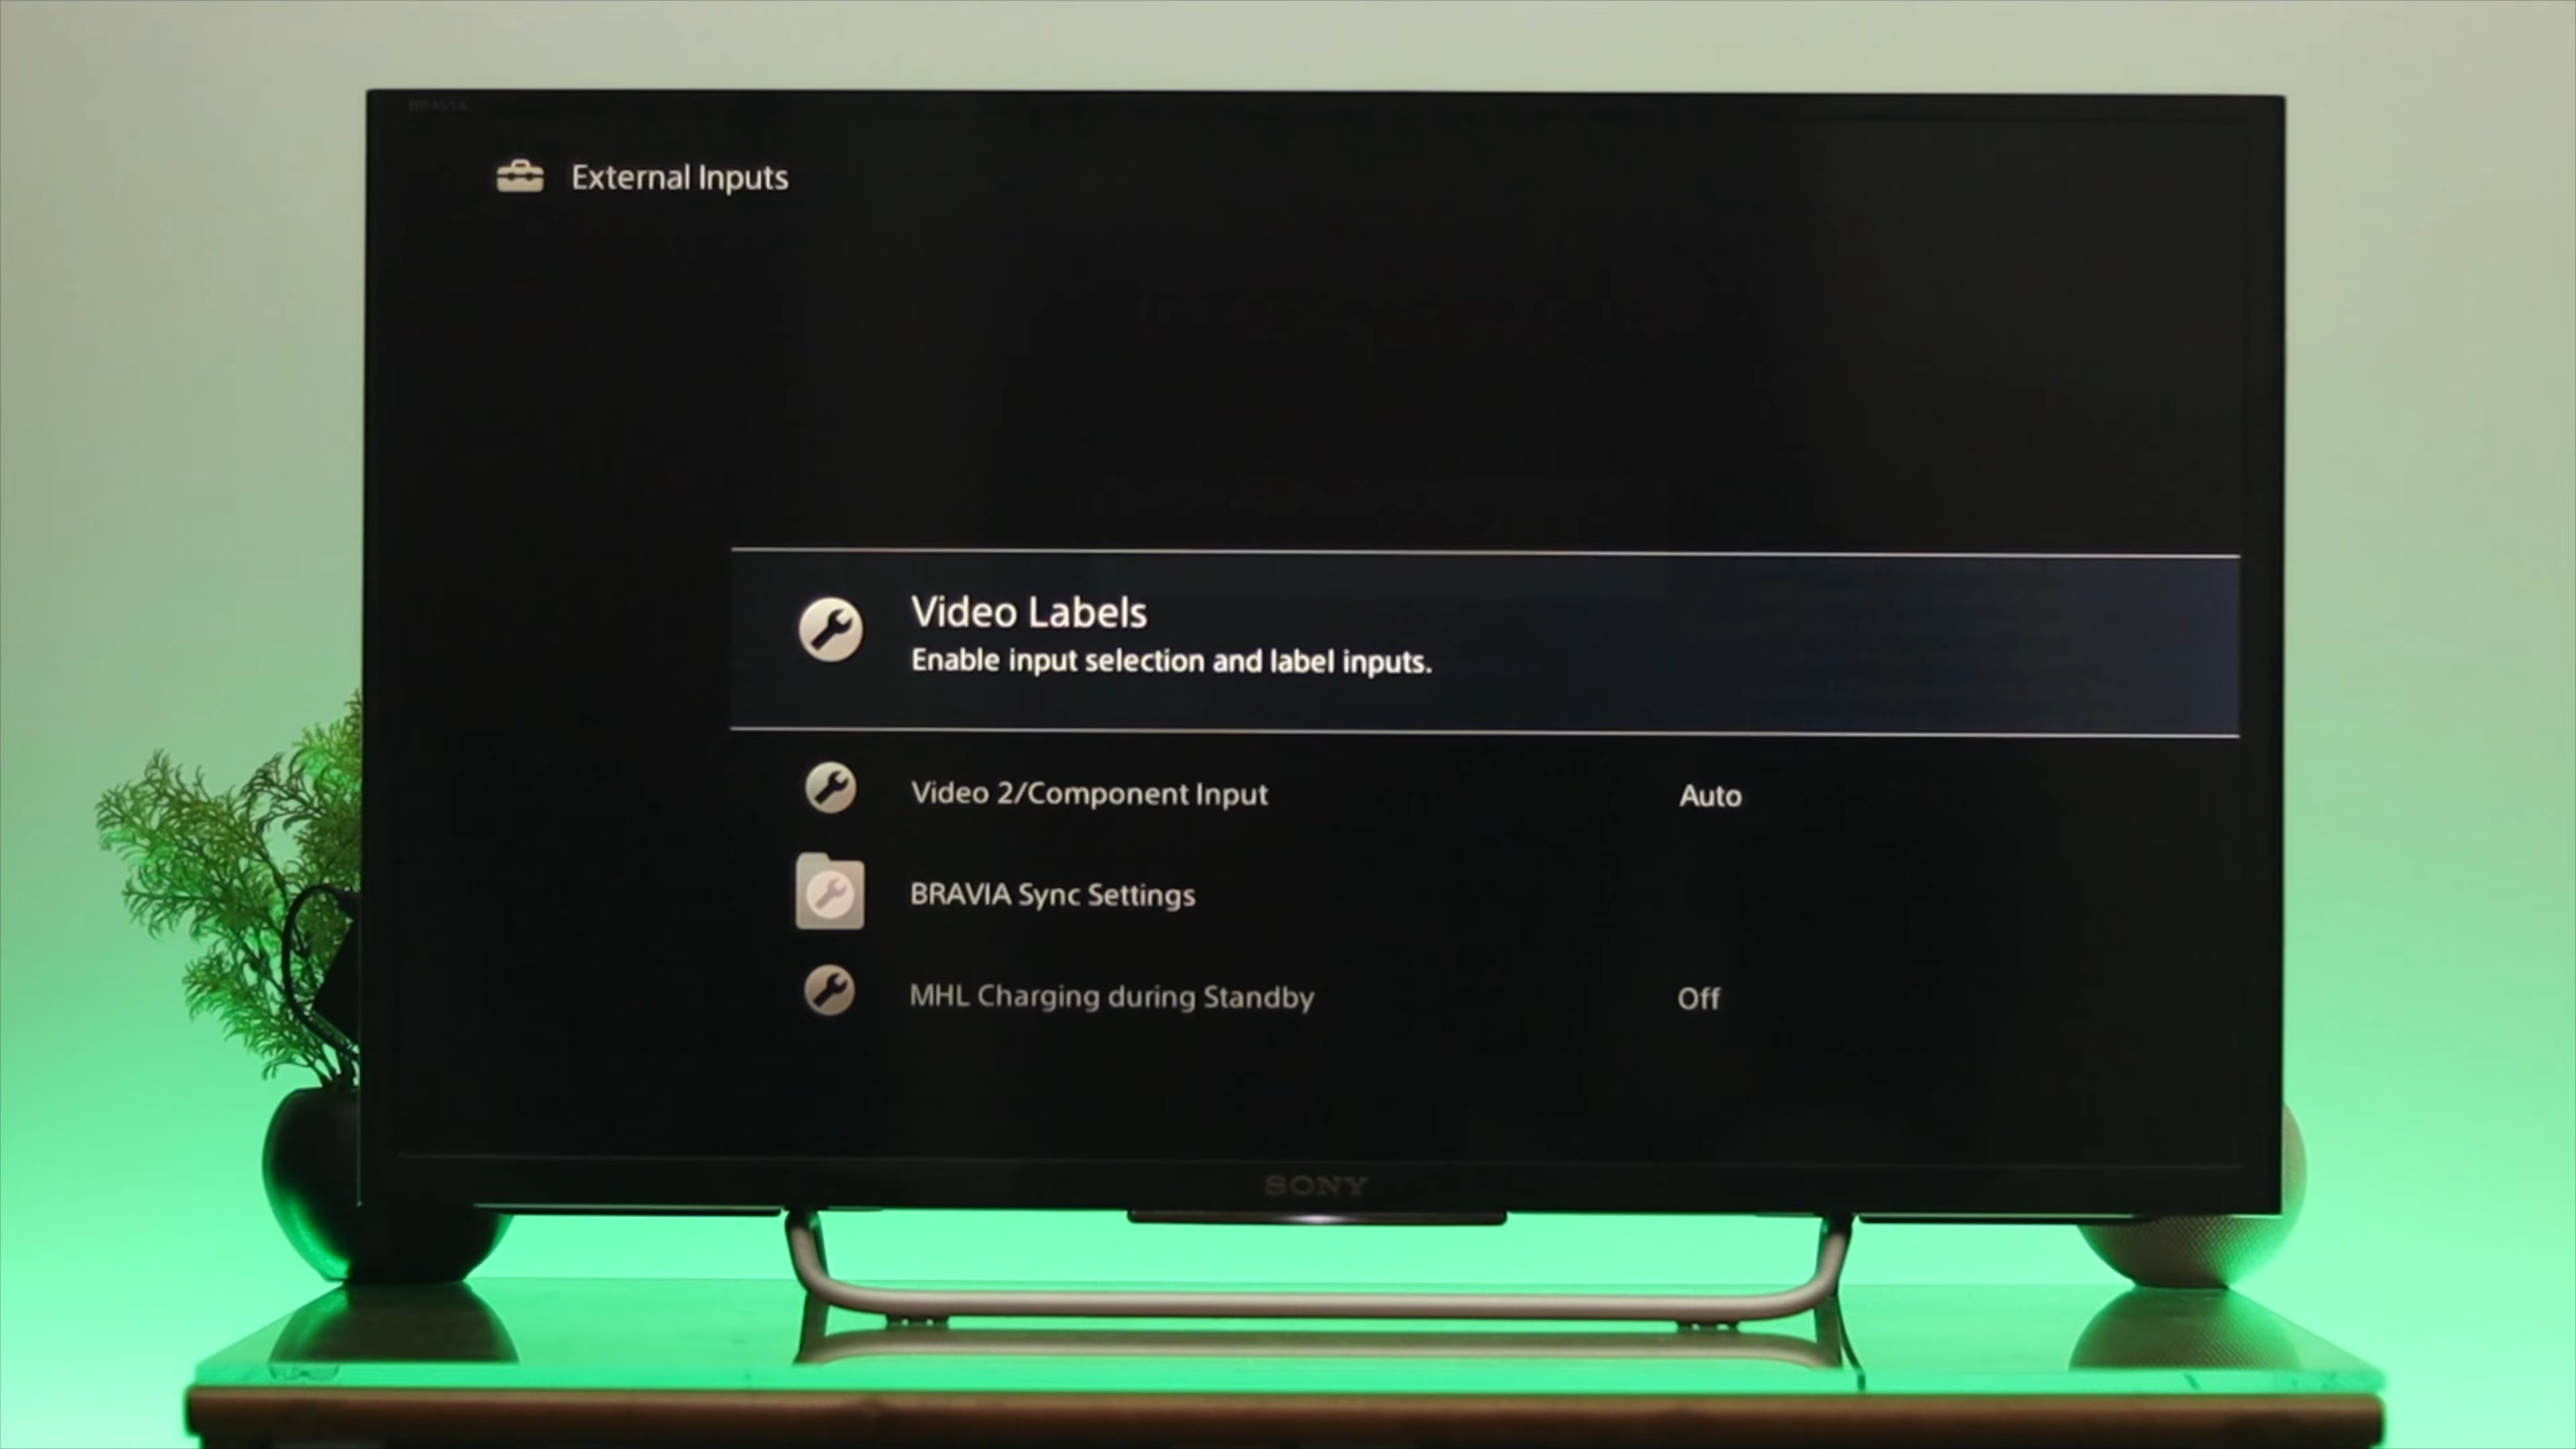 BRAVIA
External Inputs
Video Labels
Enable input selection and label inputs.
Video 2/Component Input Auto
BRAVIA Sync Settings
MHL Charging during Standby Off
SONY